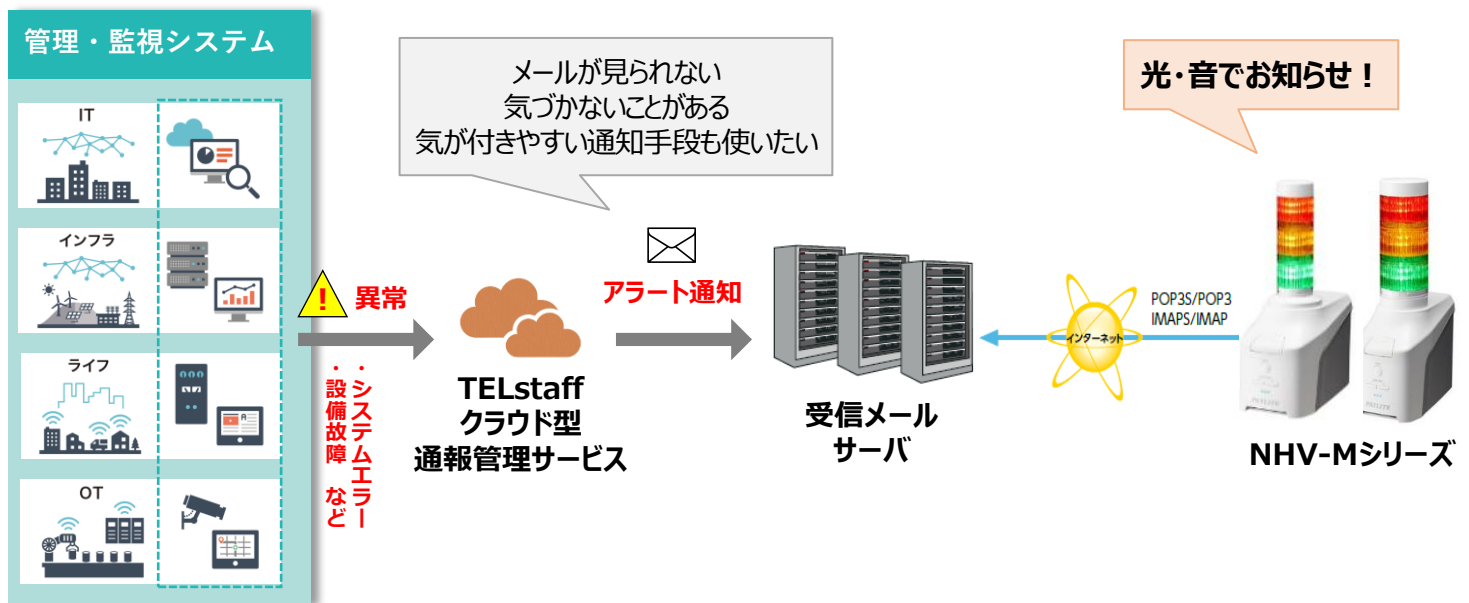 管理・監視システム
IT
インフラ
ライフ
OT
メールが見られない
気づかないことがある
気が付きやすい通知手段も使いたい
光・音でお知らせ！
!
異常
・システムエラー
・設備故障 など
TELstaff
クラウド型
通報管理サービス
アラート通知
受信メール
サーバ
インターネット
POP3S/POP3
IMAPS/IMAP
NHV-Mシリーズ